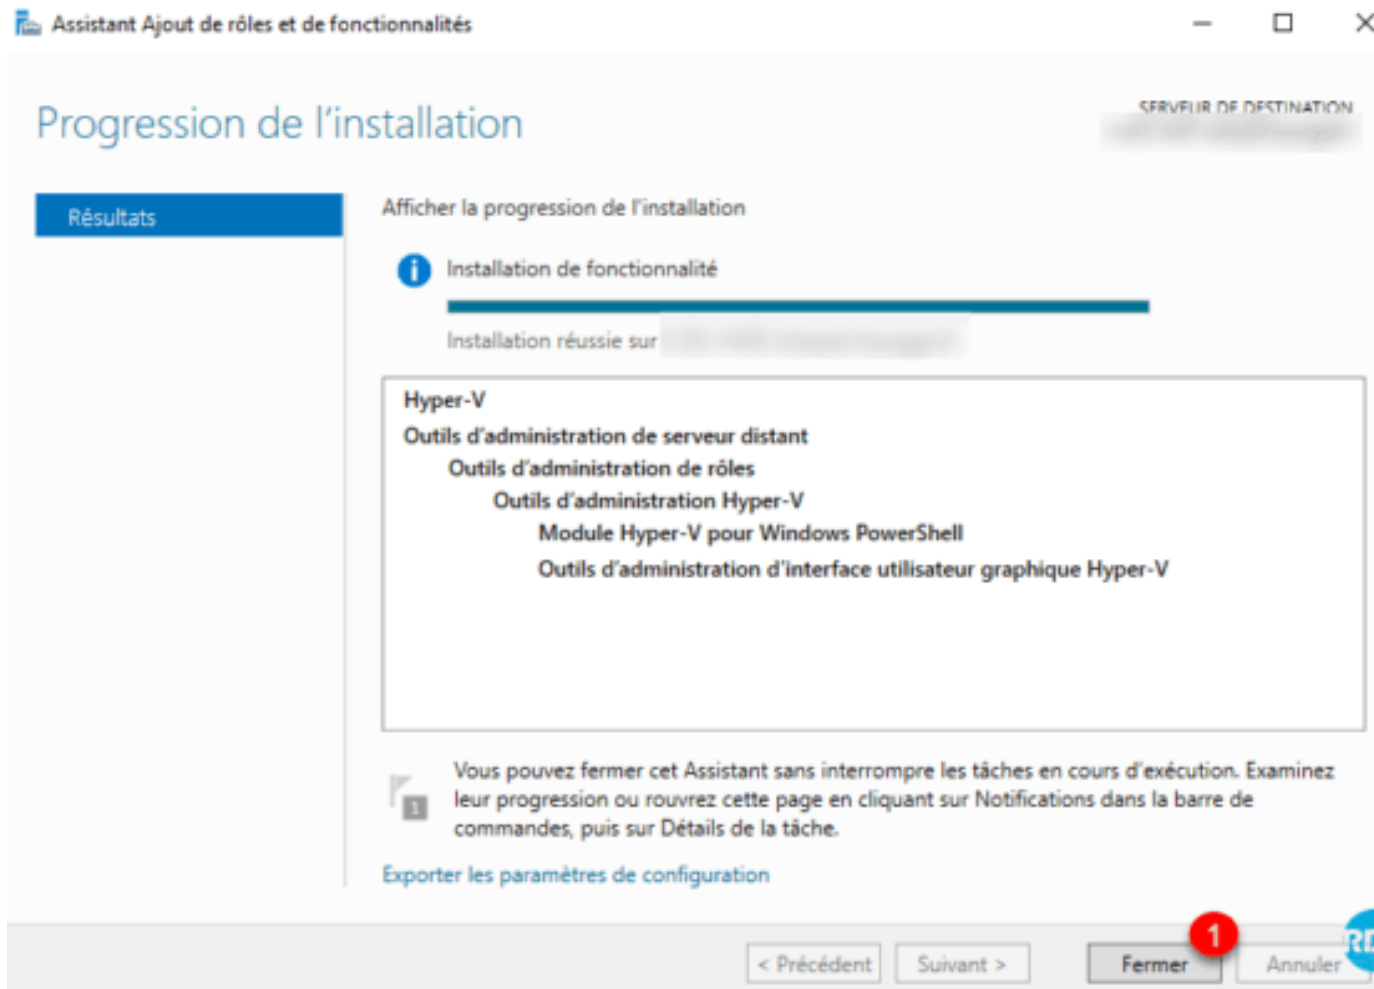 Assistant Ajout de rôles et de fonctionnalités
Progression de l'installation
SERVEUR DE DESTINATION
Résultats
Afficher la progression de l'installation
Installation de fonctionnalité
Installation réussie sur
Hyper-V
Outils d'administration de serveur distant
Outils d'administration de rôles
Outils d'administration Hyper-V
Module Hyper-V pour Windows PowerShell
Outils d'administration d'interface utilisateur graphique Hyper-V
1
Vous pouvez fermer cet Assistant sans interrompre les tâches en cours d'exécution. Examinez
leur progression ou rouvrez cette page en cliquant sur Notifications dans la barre de
commandes, puis sur Détails de la tâche.
Exporter les paramètres de configuration
1
< Précédent
Suivant >
Fermer
Annuler